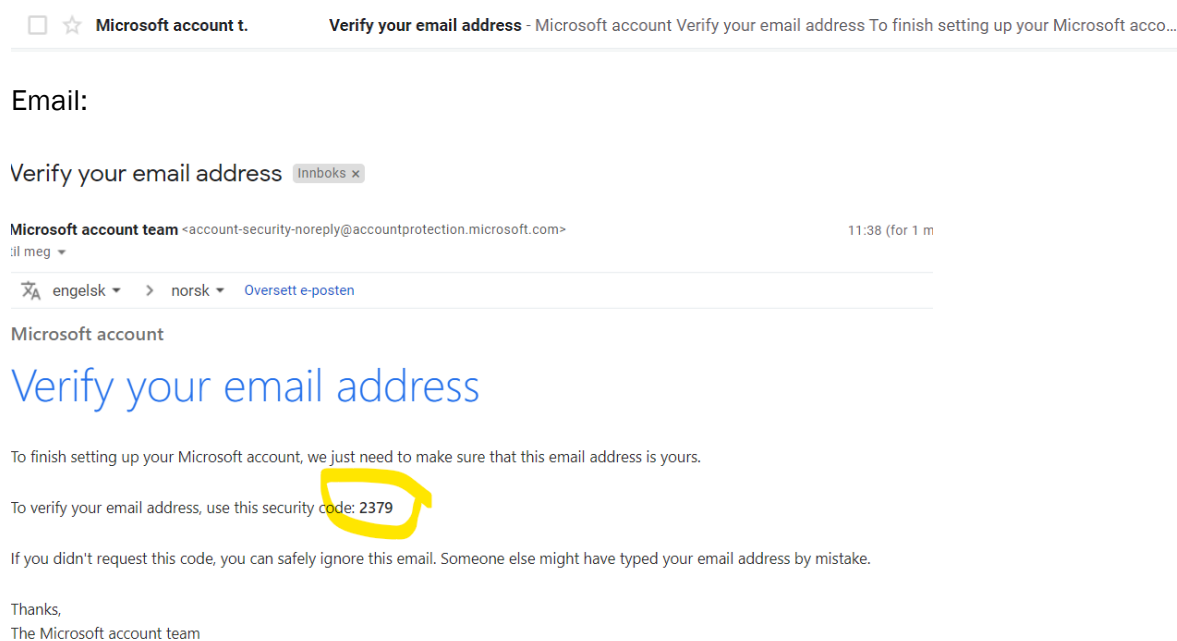 Microsoft account t. Verify your email address - Microsoft account Verify your email address To finish setting up your Microsoft acco...
Email:
Verify your email address Innboks ×
Microsoft account team <account-security-noreply@accountprotection.microsoft.com> 11:38 (for 1 m
til meg
engelsk > norsk Oversett e-posten
Microsoft account
Verify your email address
To finish setting up your Microsoft account, we just need to make sure that this email address is yours.
To verify your email address, use this security code: 2379
If you didn't request this code, you can safely ignore this email. Someone else might have typed your email address by mistake.
Thanks,
The Microsoft account team